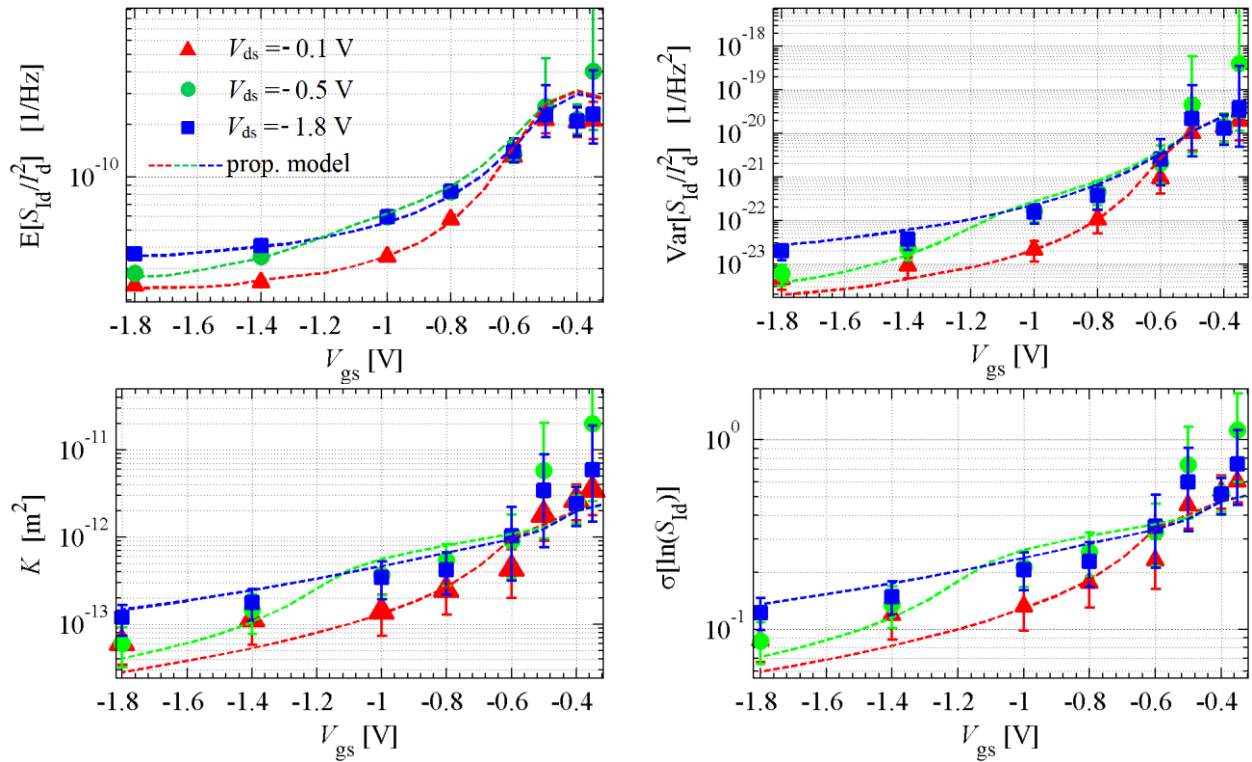 E[S_Id/I²_d] [1/Hz]
10^-10
V_ds = - 0.1 V
V_ds = - 0.5 V
V_ds = - 1.8 V
prop. model
-1.8 -1.6 -1.4 -1.2 -1 -0.8 -0.6 -0.4
V_gs [V]
Var[S_Id/I²_d] [1/Hz²]
10^-18
10^-19
10^-20
10^-21
10^-22
10^-23
-1.8 -1.6 -1.4 -1.2 -1 -0.8 -0.6 -0.4
V_gs [V]
K [m²]
10^-11
10^-12
10^-13
-1.8 -1.6 -1.4 -1.2 -1 -0.8 -0.6 -0.4
V_gs [V]
σ[ln(S_Id)]
10^0
10^-1
-1.8 -1.6 -1.4 -1.2 -1 -0.8 -0.6 -0.4
V_gs [V]